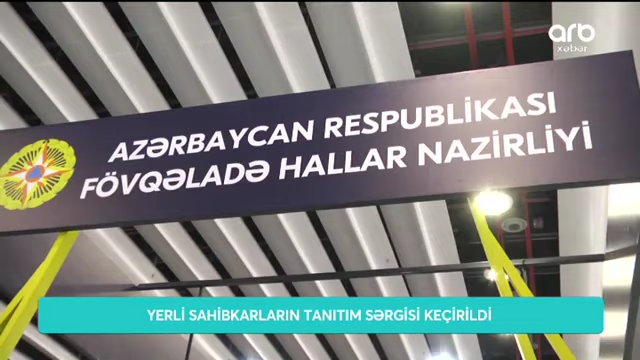 arb
xəbər
AZƏRBAYCAN RESPUBLİKASI
FÖVQƏLADƏ HALLAR NAZİRLİYİ
YERLİ SAHİBKARLARIN TANITIM SƏRGİSİ KEÇİRİLDİ